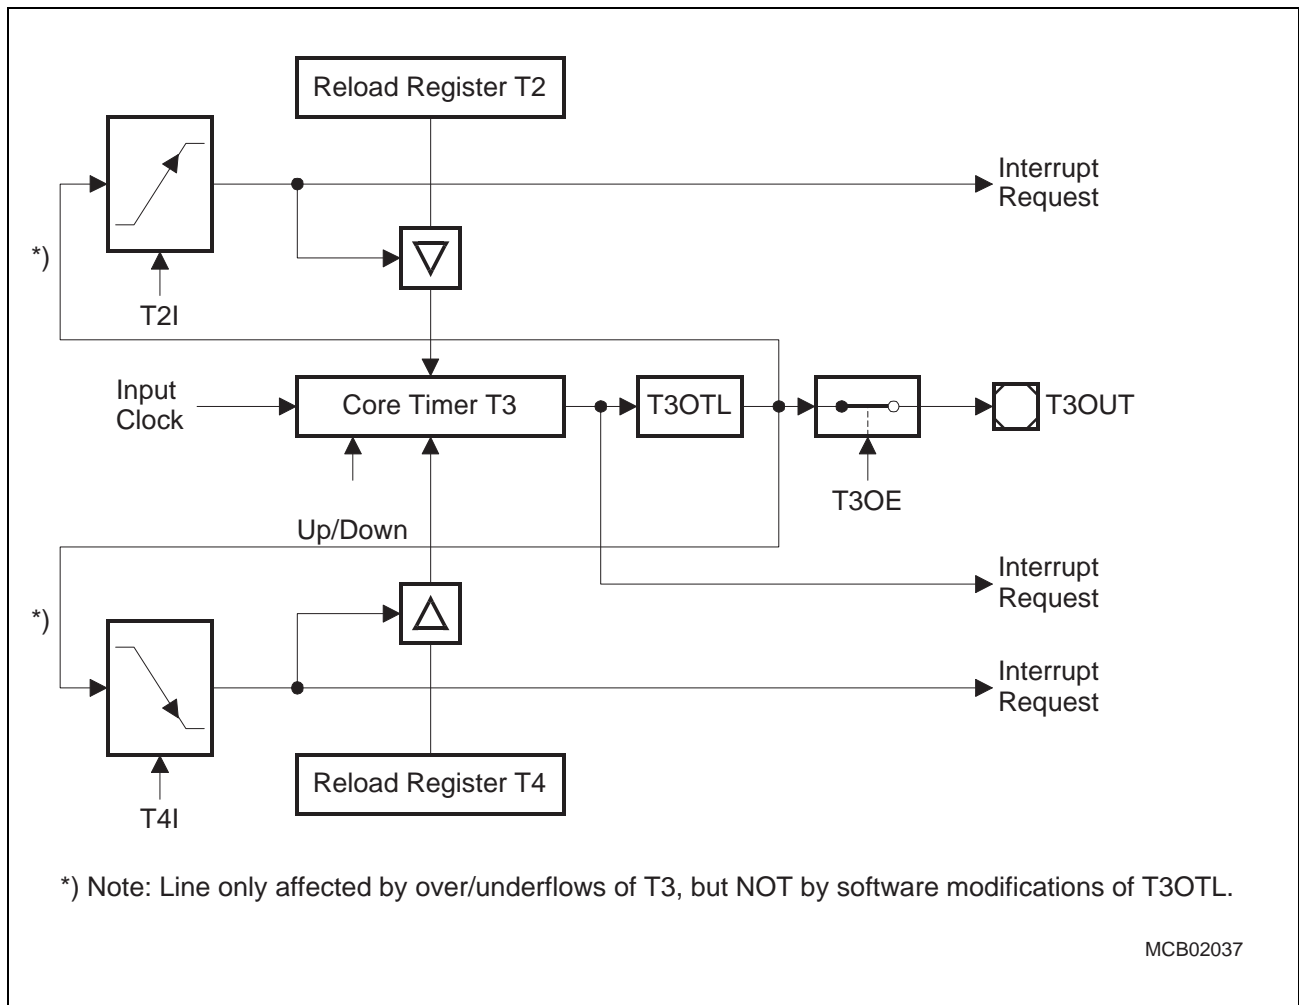 Reload Register T2
Interrupt
Request
*)
T2I
Input
Clock
Core Timer T3
T3OTL
T3OUT
T3OE
Up/Down
Interrupt
Request
*)
Interrupt
Request
Reload Register T4
T4I
*) Note: Line only affected by over/underflows of T3, but NOT by software modifications of T3OTL.
MCB02037